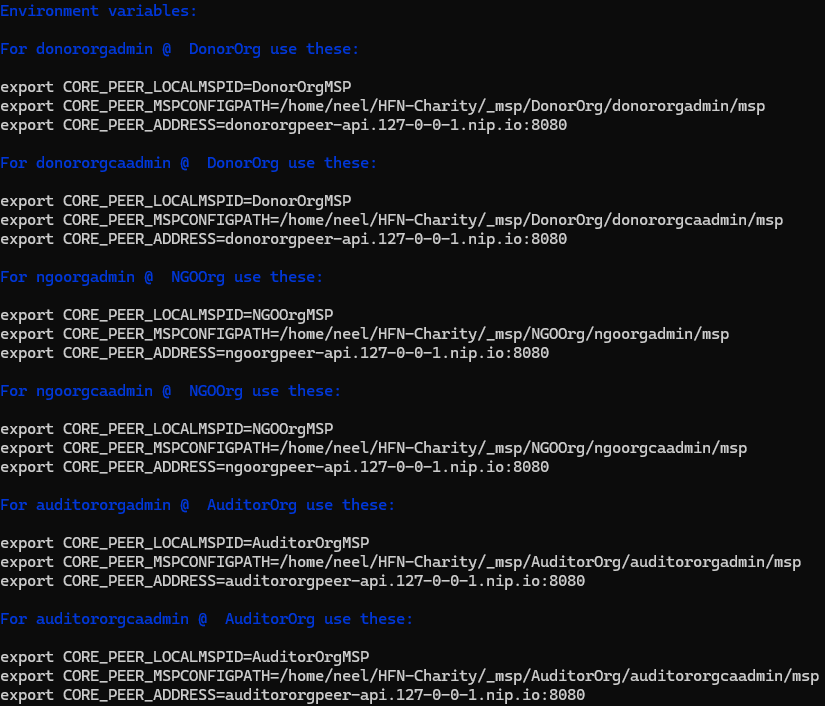 Environment variables:
For donororgadmin @  DonorOrg use these:
export CORE_PEER_LOCALMSPID=DonorOrgMSP
export CORE_PEER_MSPCONFIGPATH=/home/neel/HFN-Charity/_msp/DonorOrg/donororgadmin/msp
export CORE_PEER_ADDRESS=donororgpeer-api.127-0-0-1.nip.io:8080
For donororgcaadmin @  DonorOrg use these:
export CORE_PEER_LOCALMSPID=DonorOrgMSP
export CORE_PEER_MSPCONFIGPATH=/home/neel/HFN-Charity/_msp/DonorOrg/donororgcaadmin/msp
export CORE_PEER_ADDRESS=donororgpeer-api.127-0-0-1.nip.io:8080
For ngoorgadmin @  NGOOrg use these:
export CORE_PEER_LOCALMSPID=NGOOrgMSP
export CORE_PEER_MSPCONFIGPATH=/home/neel/HFN-Charity/_msp/NGOOrg/ngoorgadmin/msp
export CORE_PEER_ADDRESS=ngoorgpeer-api.127-0-0-1.nip.io:8080
For ngoorgcaadmin @  NGOOrg use these:
export CORE_PEER_LOCALMSPID=NGOOrgMSP
export CORE_PEER_MSPCONFIGPATH=/home/neel/HFN-Charity/_msp/NGOOrg/ngoorgcaadmin/msp
export CORE_PEER_ADDRESS=ngoorgpeer-api.127-0-0-1.nip.io:8080
For auditororgadmin @  AuditorOrg use these:
export CORE_PEER_LOCALMSPID=AuditorOrgMSP
export CORE_PEER_MSPCONFIGPATH=/home/neel/HFN-Charity/_msp/AuditorOrg/auditororgadmin/msp
export CORE_PEER_ADDRESS=auditororgpeer-api.127-0-0-1.nip.io:8080
For auditororgcaadmin @  AuditorOrg use these:
export CORE_PEER_LOCALMSPID=AuditorOrgMSP
export CORE_PEER_MSPCONFIGPATH=/home/neel/HFN-Charity/_msp/AuditorOrg/auditororgcaadmin/msp
export CORE_PEER_ADDRESS=auditororgpeer-api.127-0-0-1.nip.io:8080